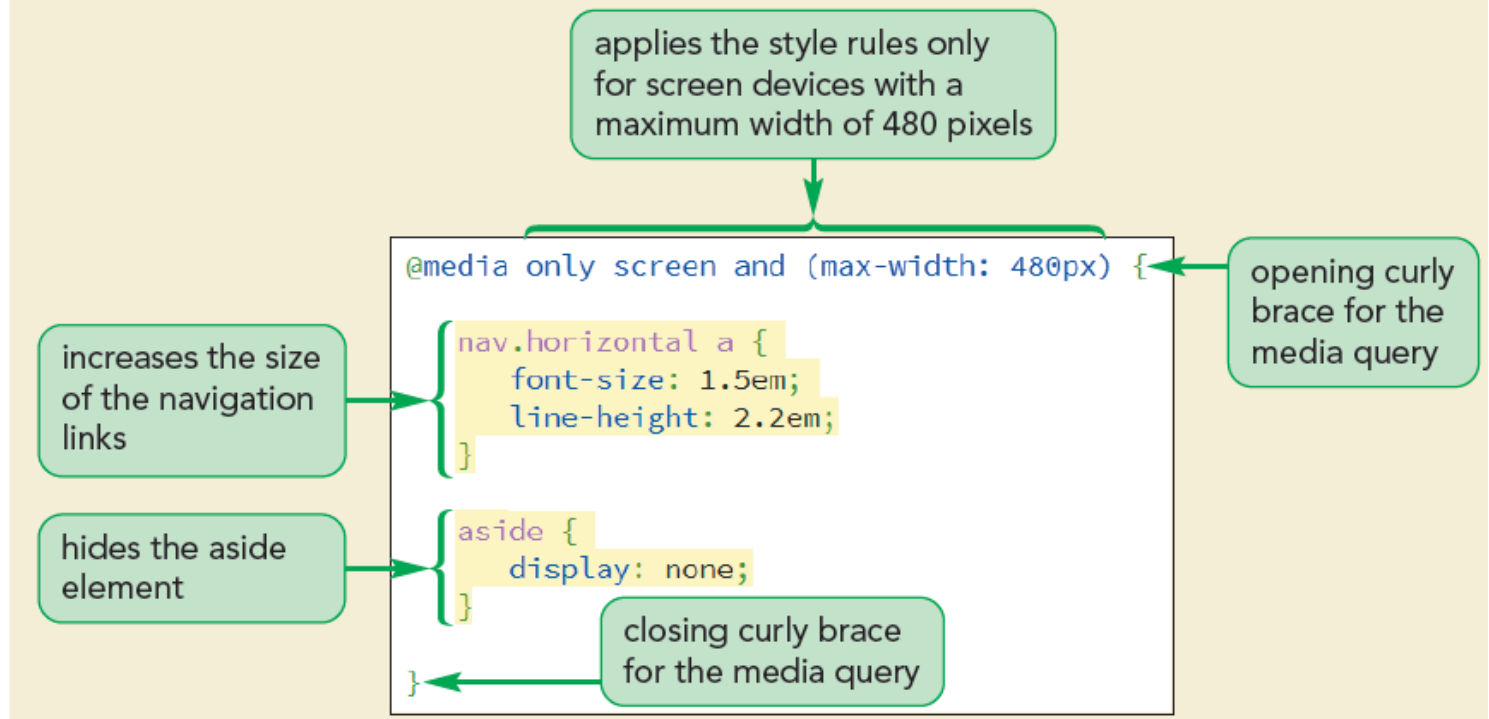 applies the style rules only
for screen devices with a
maximum width of 480 pixels
@media only screen and (max-width: 480px) {
opening curly
brace for the
media query
increases the size
of the navigation
links
nav.horizontal a {
font-size: 1.5em;
line-height: 2.2em;
}
hides the aside
element
aside {
display: none;
}
closing curly brace
for the media query
}